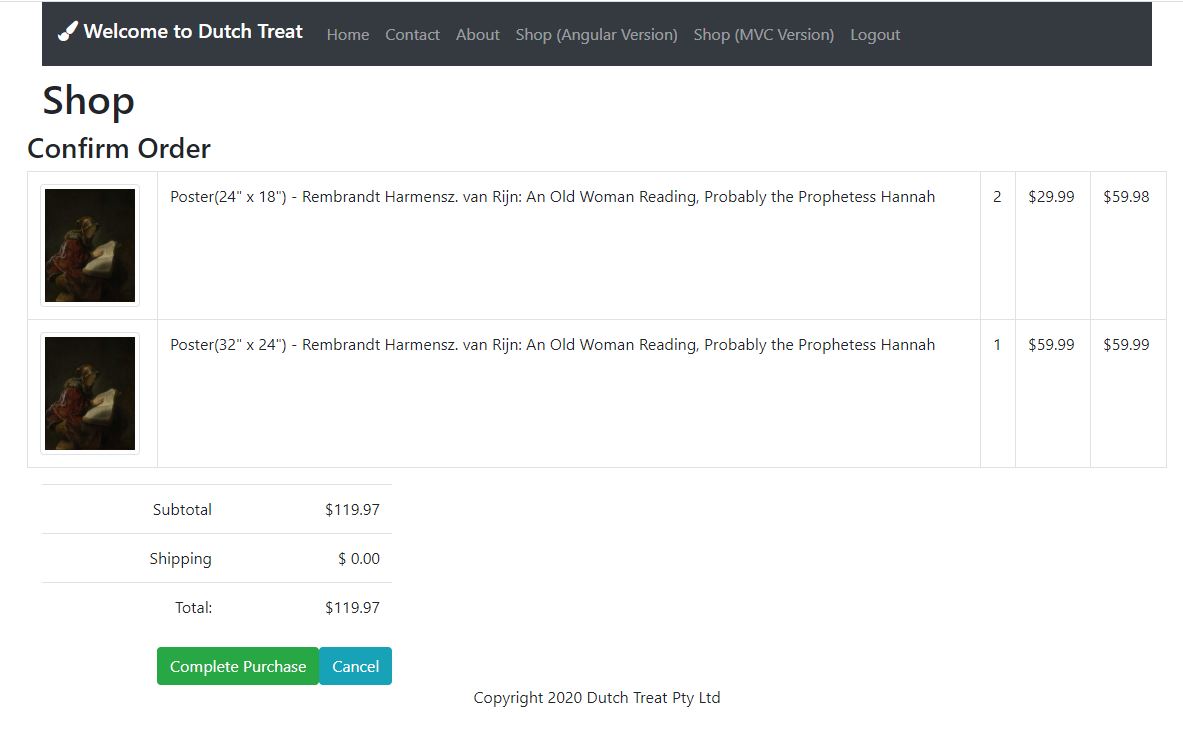 Welcome to Dutch Treat Home Contact About Shop (Angular Version) Shop (MVC Version) Logout
Shop
Confirm Order
Poster(24" x 18") - Rembrandt Harmensz. van Rijn: An Old Woman Reading, Probably the Prophetess Hannah 2 $29.99 $59.98
Poster(32" x 24") - Rembrandt Harmensz. van Rijn: An Old Woman Reading, Probably the Prophetess Hannah 1 $59.99 $59.99
Subtotal $119.97
Shipping $ 0.00
Total: $119.97
Complete Purchase Cancel
Copyright 2020 Dutch Treat Pty Ltd